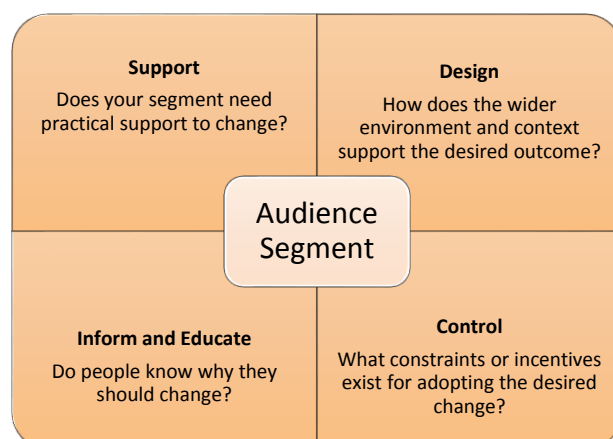 Support
Does your segment need
practical support to change?
Design
How does the wider
environment and context
support the desired outcome?
Audience
Segment
Inform and Educate
Do people know why they
should change?
Control
What constraints or incentives
exist for adopting the desired
change?